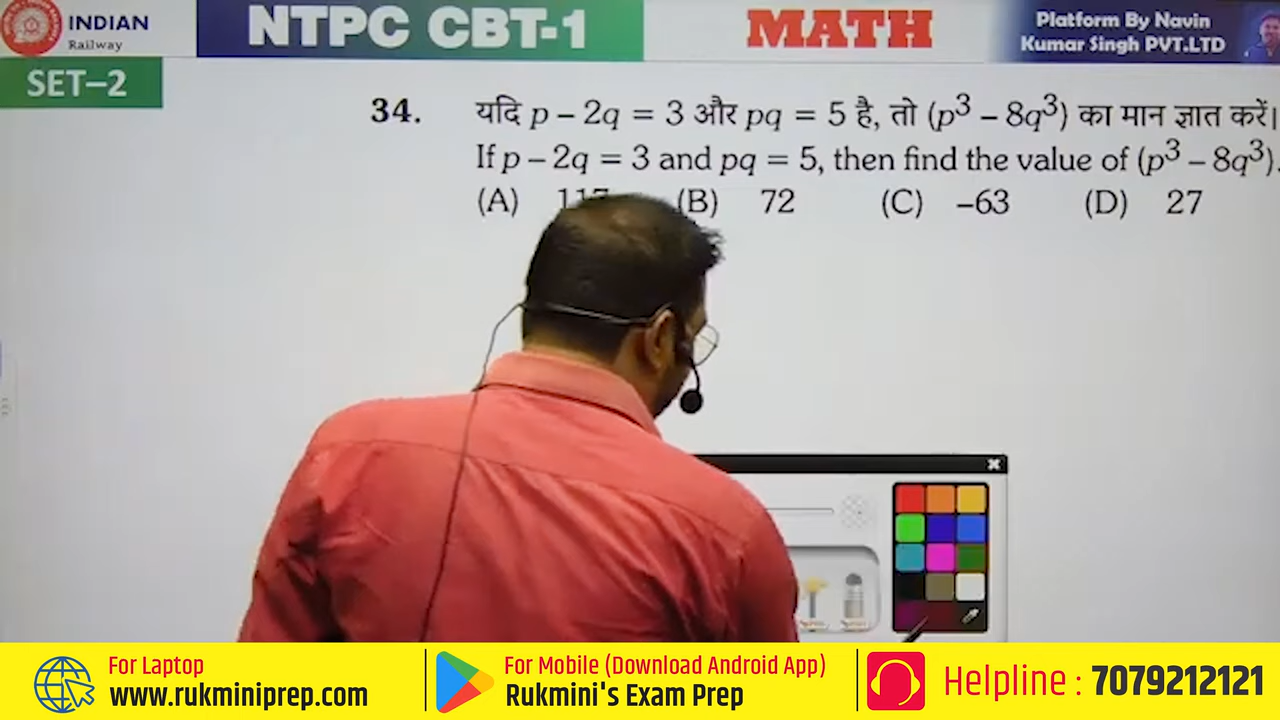 INDIAN
Railway
NTPC CBT-1
MATH
Platform By Navin
Kumar Singh PVT.LTD
SET–2
34. यदि p – 2q = 3 और pq = 5 है, तो (p³ – 8q³) का मान ज्ञात करें।
If p – 2q = 3 and pq = 5, then find the value of (p³ – 8q³).
(A) 117 (B) 72 (C) –63 (D) 27
For Laptop
www.rukminiprep.com
For Mobile (Download Android App)
Rukmini's Exam Prep
Helpline : 7079212121